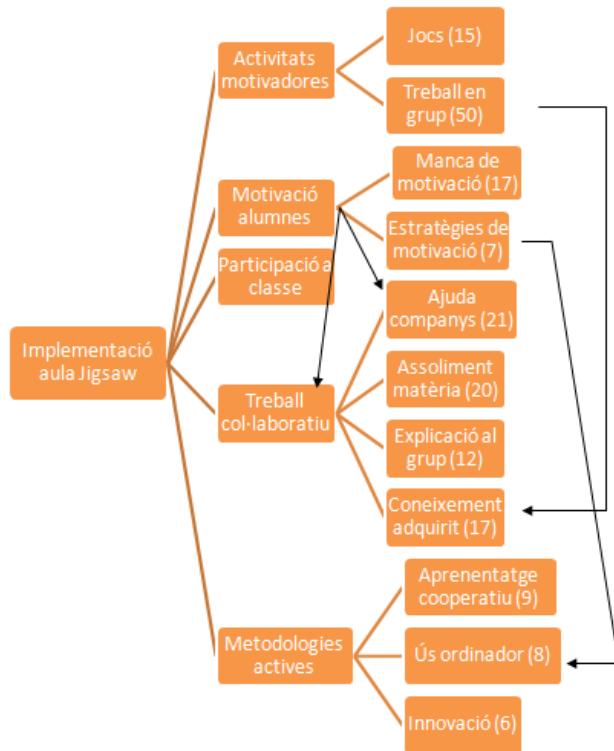 Implementació
aula Jigsaw
Activitats
motivadores
Jocs (15)
Treball en
grup (50)
Motivació
alumnes
Manca de
motivació (17)
Estratègies de
motivació (7)
Participació a
classe
Treball
col·laboratiu
Ajuda
companys (21)
Assoliment
matèria (20)
Explicació al
grup (12)
Coneixement
adquirit (17)
Metodologies
actives
Aprenentatge
cooperatiu (9)
Ús ordinador (8)
Innovació (6)